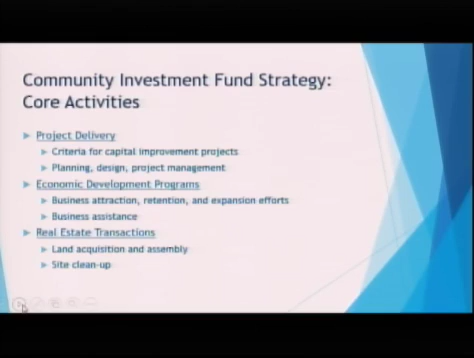 Community Investment Fund Strategy:
Core Activities
Project Delivery
Criteria for capital improvement projects
Planning, design, project management
Economic Development Programs
Business attraction, retention, and expansion efforts
Business assistance
Real Estate Transactions
Land acquisition and assembly
Site clean-up